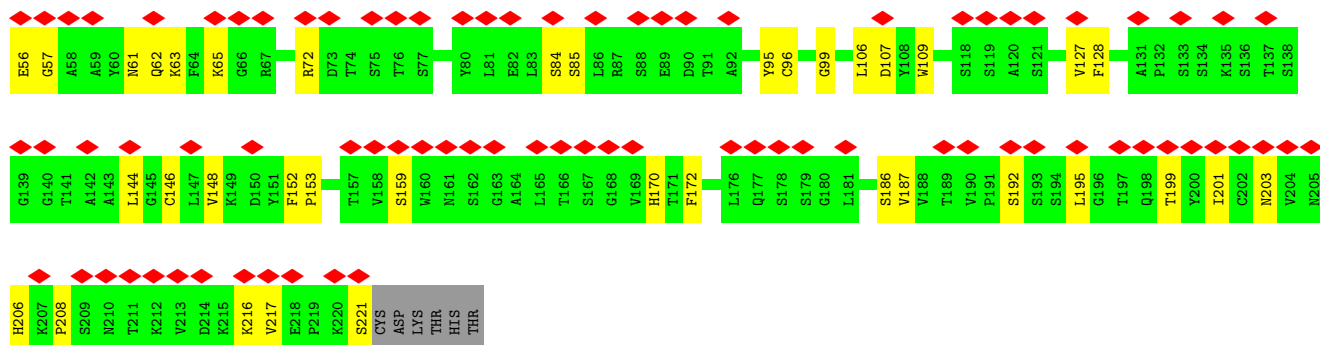 E56 G57 A58 A59 Y60 N61 Q62 K63 F64 K65 G66 R67 R72 D73 T74 S75 T76 S77 Y80 L81 E82 L83 S84 S85 L86 R87 S88 E89 D90 T91 A92 Y95 C96 G99 L106 D107 Y108 W109 S118 S119 A120 S121 V127 F128 A131 P132 S133 S134 K135 S136 T137 S138
G139 G140 T141 A142 A143 L144 G145 C146 L147 V148 K149 D150 Y151 F152 P153 T157 V158 S159 W160 N161 S162 G163 A164 L165 T166 S167 G168 V169 H170 T171 F172 L176 Q177 S178 S179 G180 L181 S186 V187 V188 T189 V190 P191 S192 S193 S194 L195 G196 T197 Q198 T199 Y200 I201 C202 N203 V204 N205
H206 K207 P208 S209 N210 T211 K212 V213 D214 K215 K216 V217 E218 P219 K220 S221 CYS ASP LYS THR HIS THR